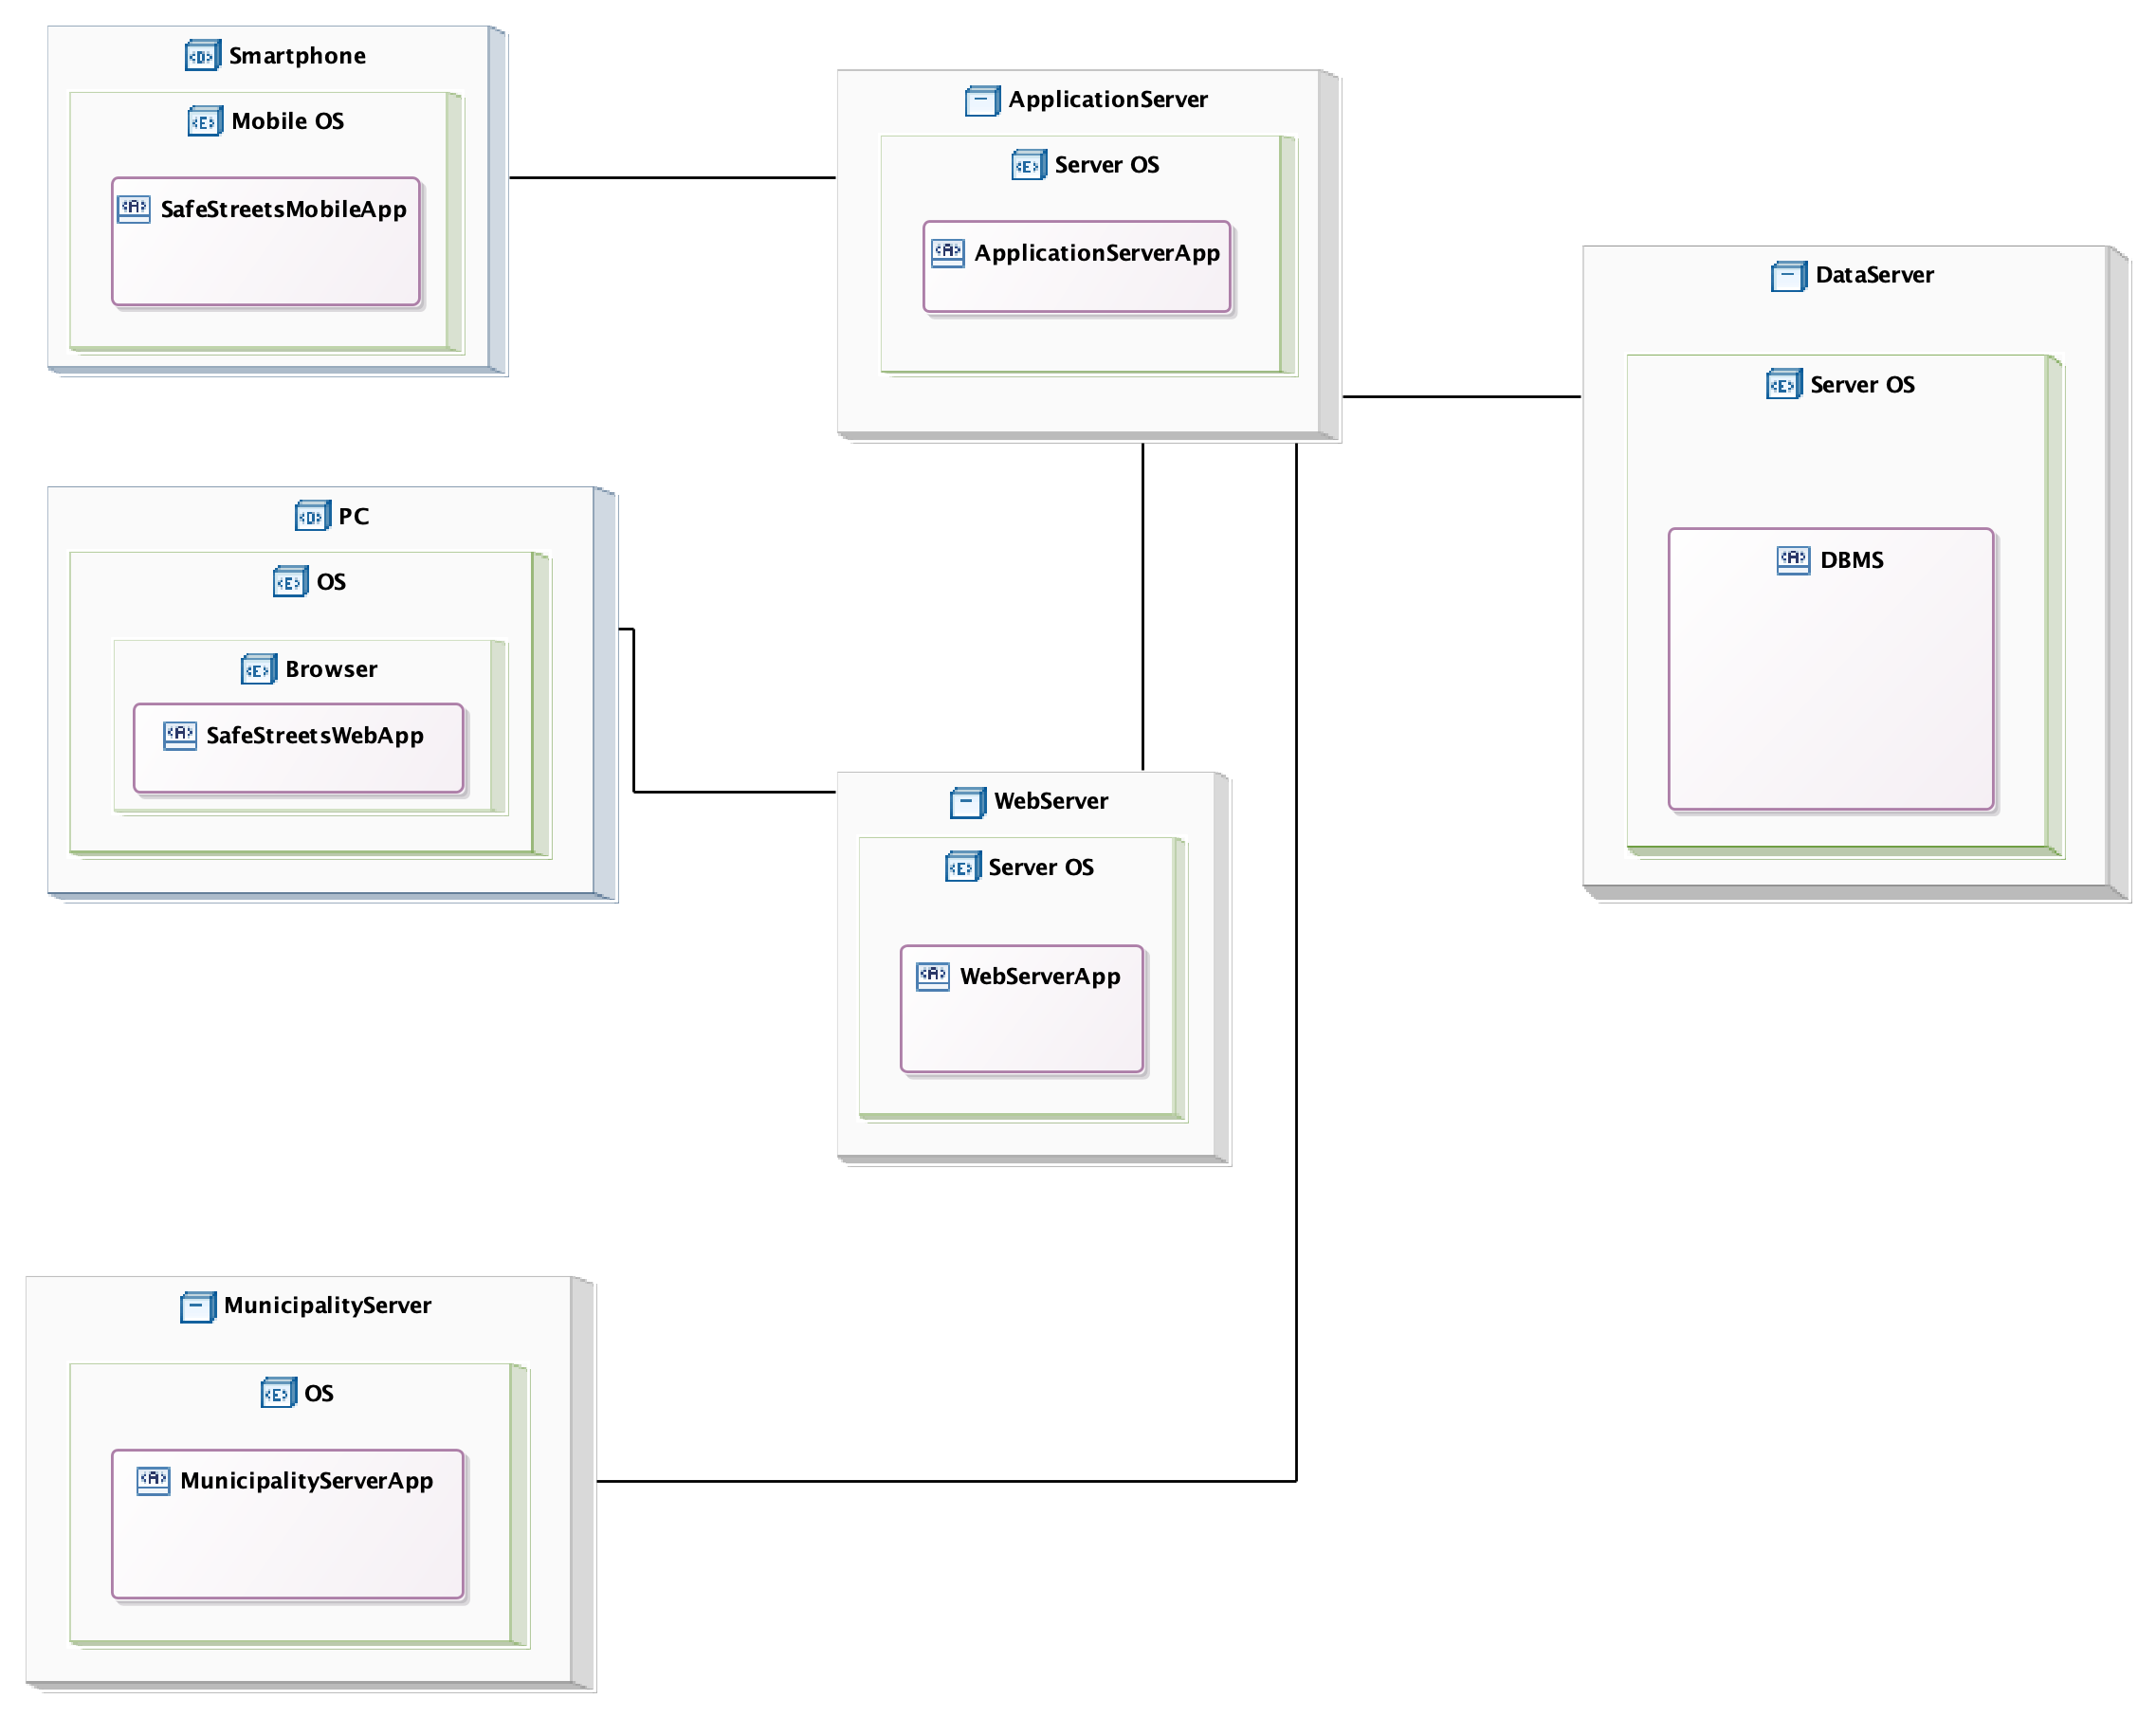 <D> Smartphone
<E> Mobile OS
<A> SafeStreetsMobileApp
ApplicationServer
<E> Server OS
<A> ApplicationServerApp
DataServer
<E> Server OS
<A> DBMS
<D> PC
<E> OS
<E> Browser
<A> SafeStreetsWebApp
WebServer
<E> Server OS
<A> WebServerApp
MunicipalityServer
<E> OS
<A> MunicipalityServerApp